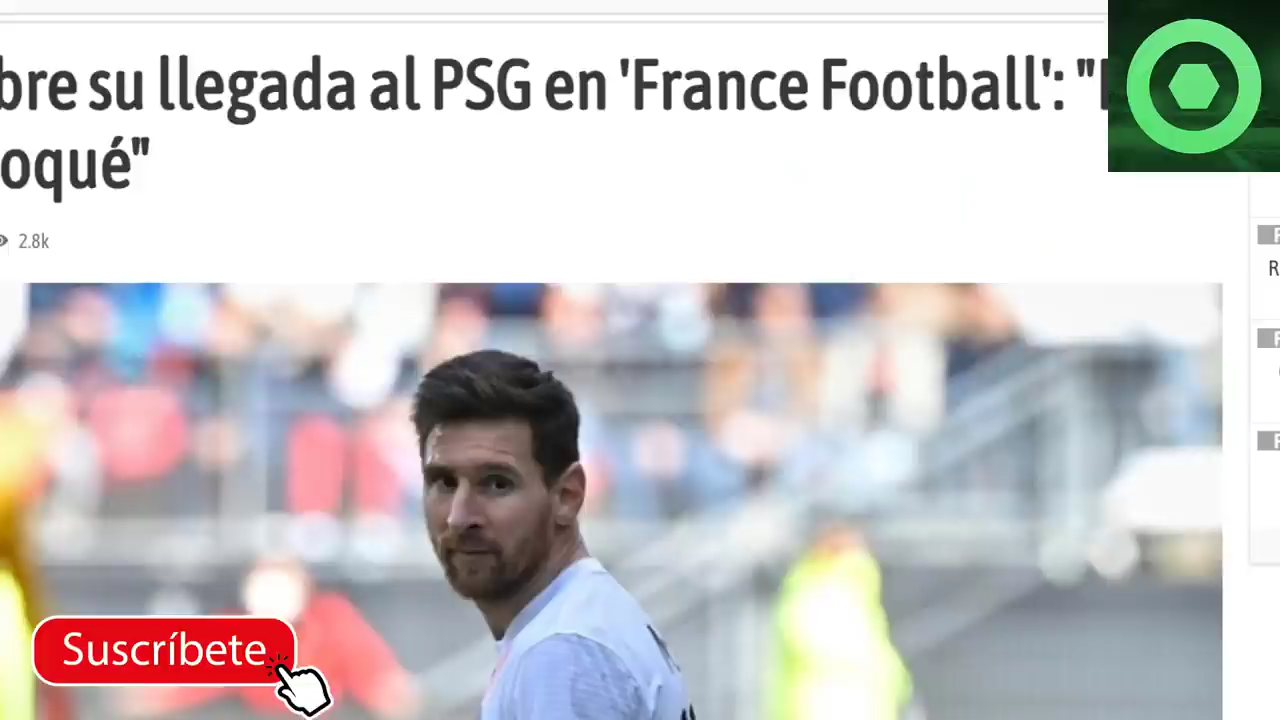 bre su llegada al PSG en 'France Football': "
oqué"
2.8k
R
Suscríbete